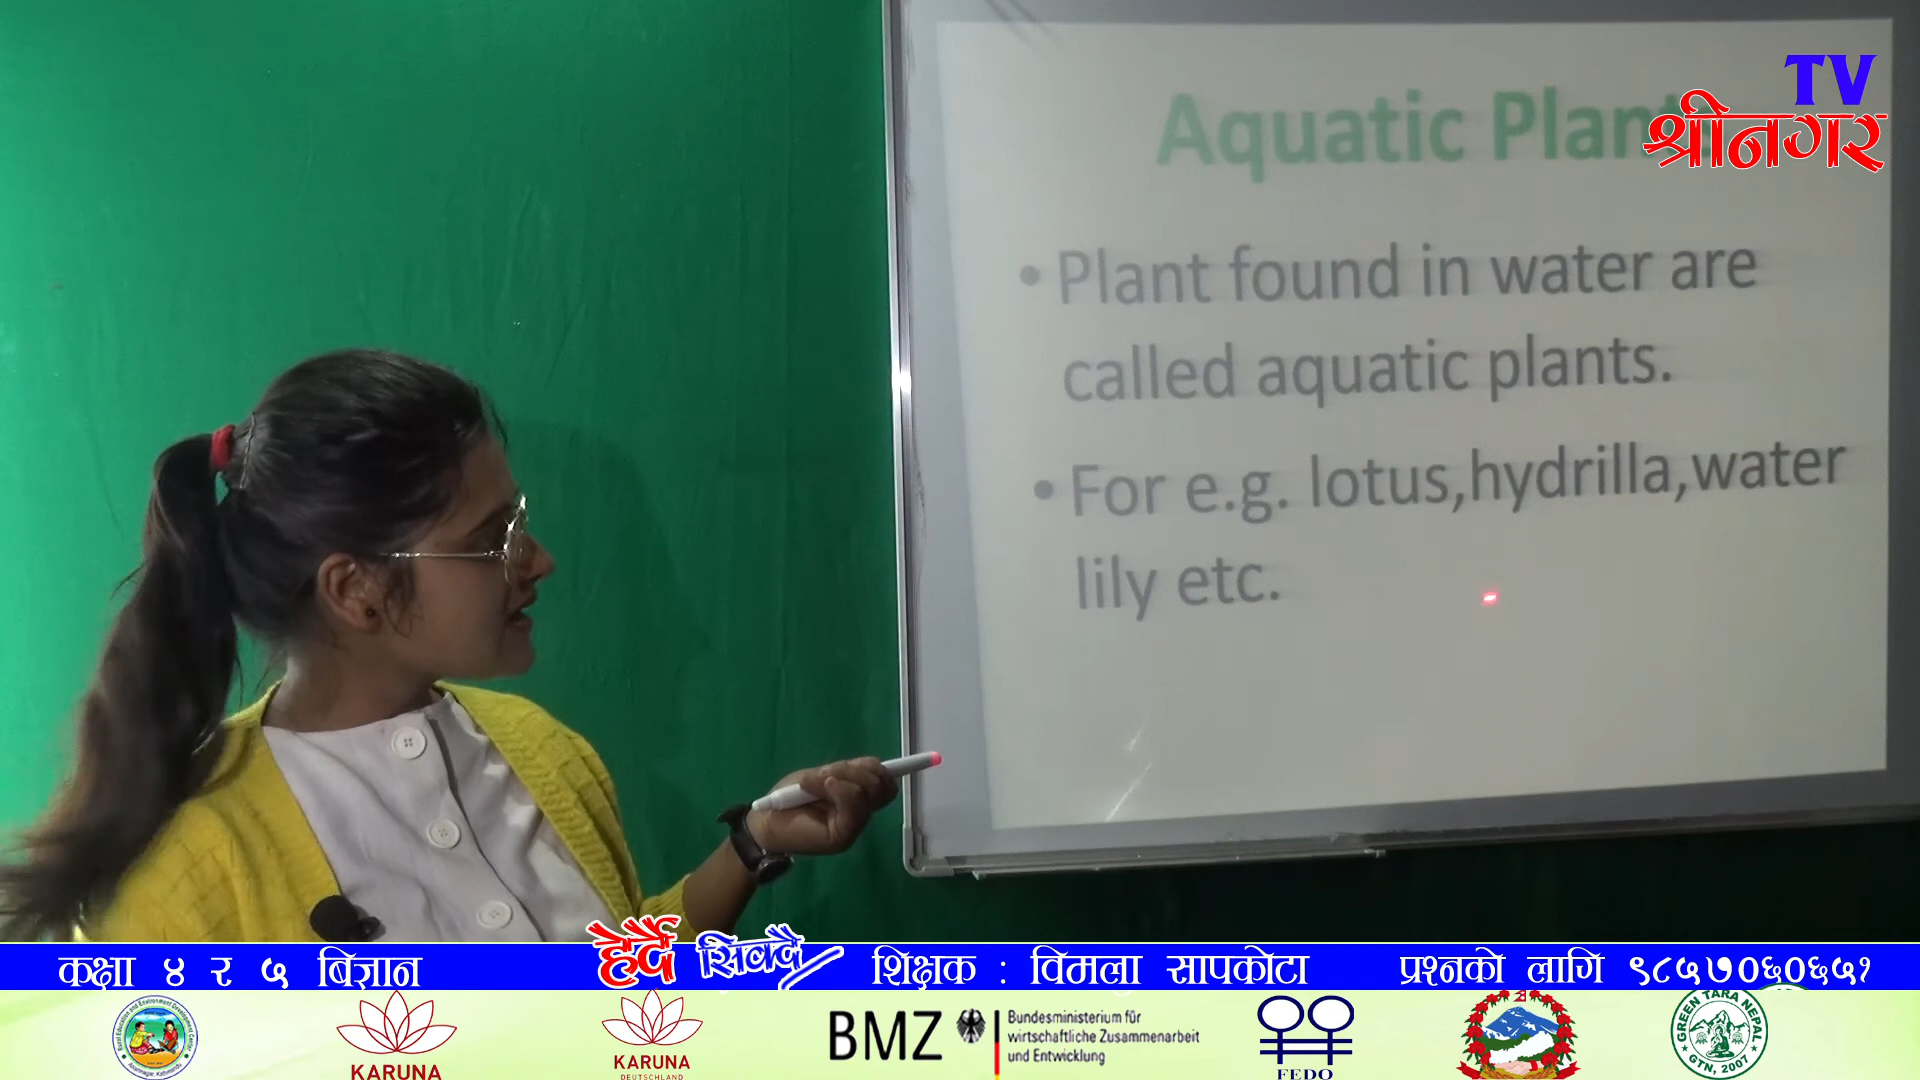 TV
श्रीनगर
Aquatic Plants
• Plant found in water are
called aquatic plants.
• For e.g. lotus,hydrilla,water
lily etc.
कक्षा ४ र ५ बिज्ञान
हेर्दै सिक्दै
शिक्षक : विमला सापकोटा
प्रश्नको लागि ९८५७०६०६५१
KARUNA
KARUNA
DEUTSCHLAND
BMZ
Bundesministerium für
wirtschaftliche Zusammenarbeit
und Entwicklung
FEDO
GREEN TARA NEPAL
GTN, 2007